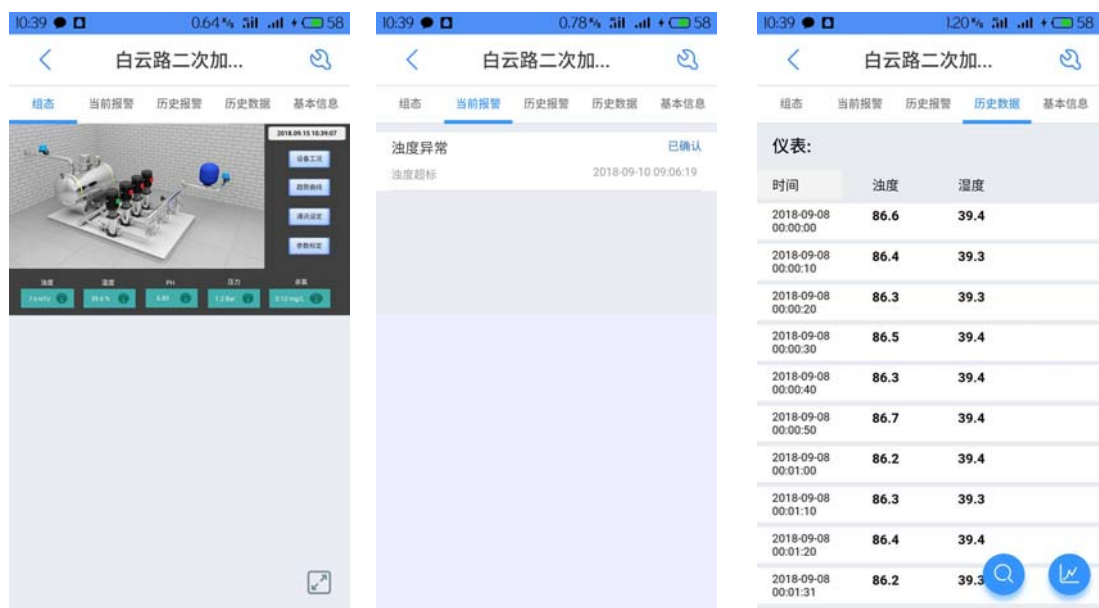 10:39 0.64 % 58
白云路二次加...
组态 当前报警 历史报警 历史数据 基本信息
2018.09.15 10:39:07
设备工况
趋势曲线
通讯设定
参数标定
浊度 温度 PH 压力 余氯
10:39 0.78 % 58
白云路二次加...
组态 当前报警 历史报警 历史数据 基本信息
浊度异常 已确认
浊度超标 2018-09-10 09:06:19
10:39 1.20 % 58
白云路二次加...
组态 当前报警 历史报警 历史数据 基本信息
仪表:
时间 浊度 湿度
2018-09-08 86.6 39.4
00:00:00
2018-09-08 86.4 39.3
00:00:10
2018-09-08 86.3 39.3
00:00:20
2018-09-08 86.5 39.4
00:00:30
2018-09-08 86.3 39.4
00:00:40
2018-09-08 86.7 39.4
00:00:50
2018-09-08 86.2 39.4
00:01:00
2018-09-08 86.3 39.3
00:01:10
2018-09-08 86.4 39.4
00:01:20
2018-09-08 86.2 39.3
00:01:31